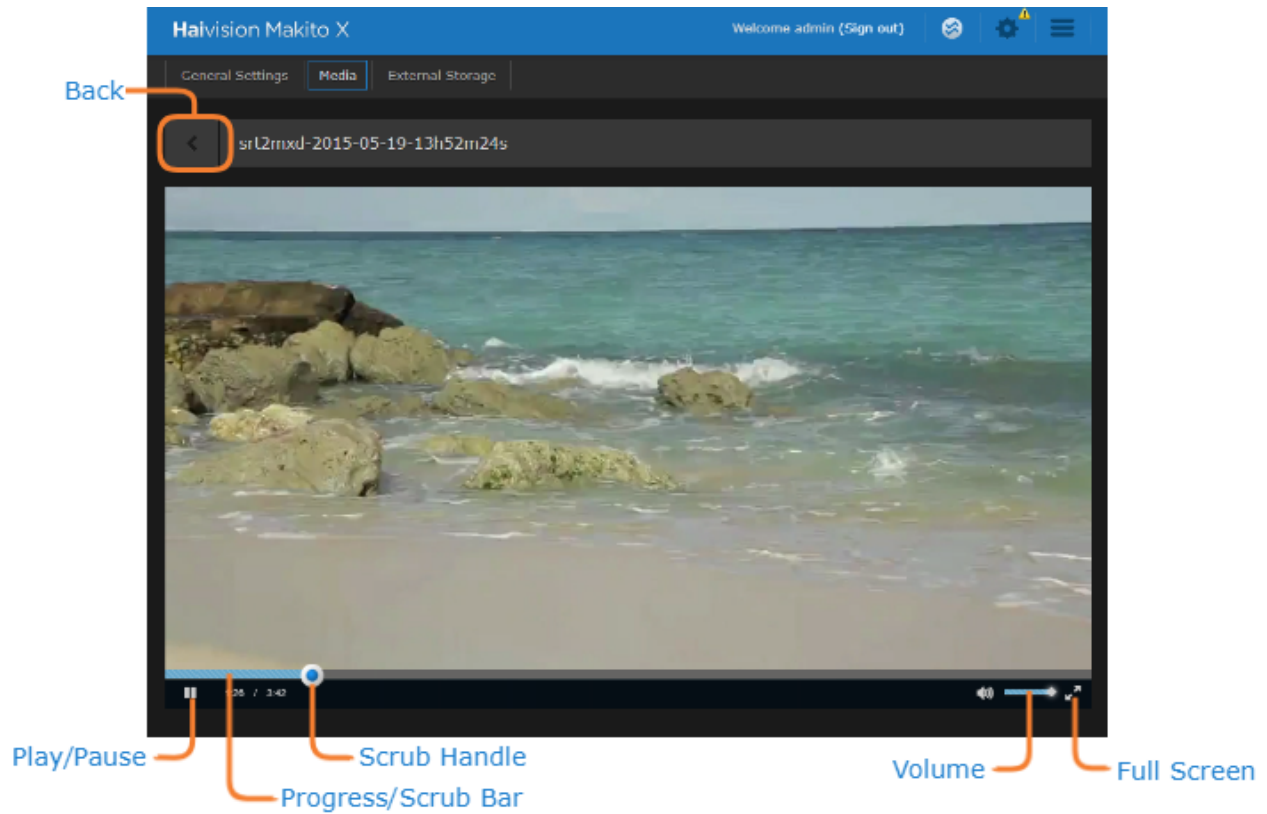 Haivision Makito X
Welcome admin (Sign out)
General Settings
Media
External Storage
Back
srt2mxd-2015-05-19-13h52m24s
/ 3:42
Play/Pause
Scrub Handle
Volume
Full Screen
Progress/Scrub Bar